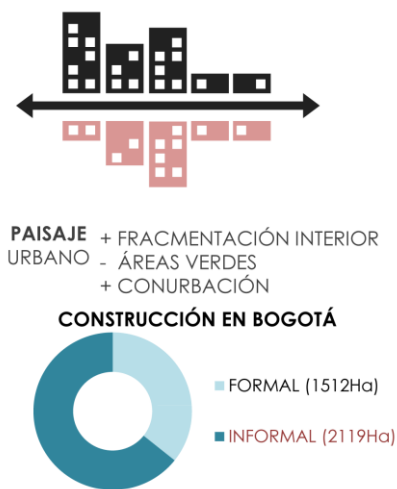 PAISAJE
URBANO
+ FRACMENTACIÓN INTERIOR
- ÁREAS VERDES
+ CONURBACIÓN
CONSTRUCCIÓN EN BOGOTÁ
FORMAL (1512Ha)
INFORMAL (2119Ha)